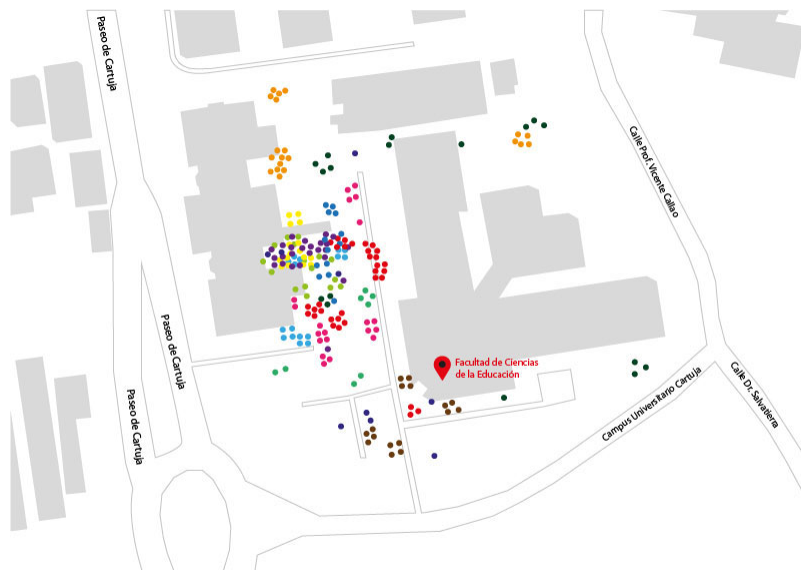 Paseo de Cartuja
Calle Prof. Vicente Callao
Paseo de Cartuja
Facultad de Ciencias
de la Educación
Paseo de Cartuja
Campus Universitario Cartuja
Calle Dr. Salvatierra